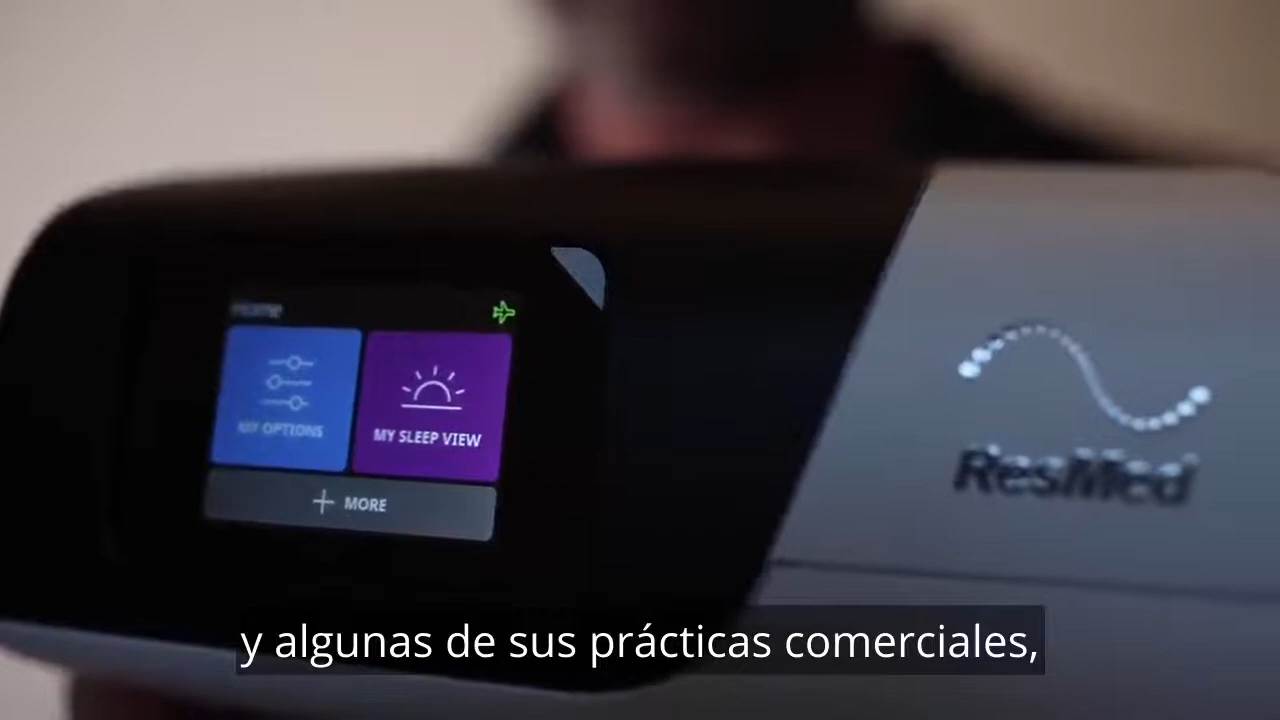 Home
MY OPTIONS
MY SLEEP VIEW
MORE
ResMed
y algunas de sus prácticas comerciales,